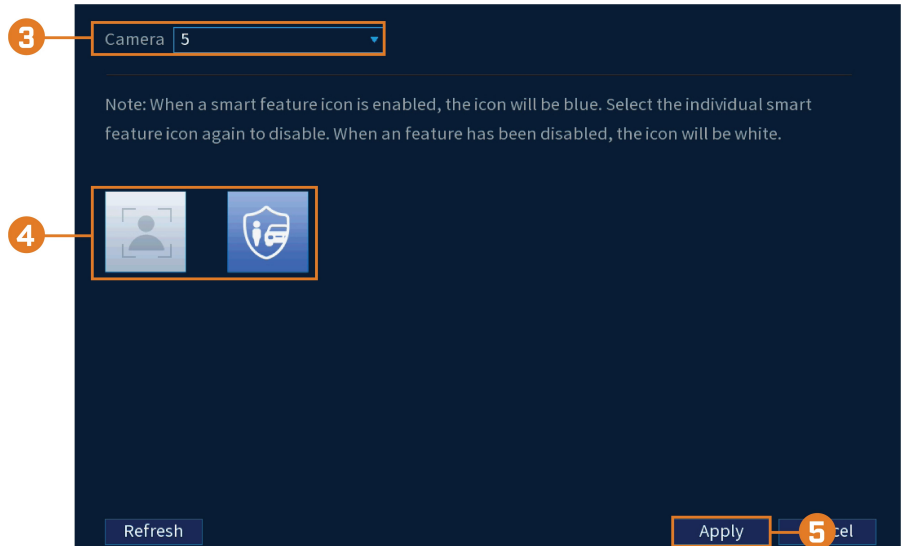 3
Camera 5
Note: When a smart feature icon is enabled, the icon will be blue. Select the individual smart
feature icon again to disable. When an feature has been disabled, the icon will be white.
4
Refresh
Apply
5
cel